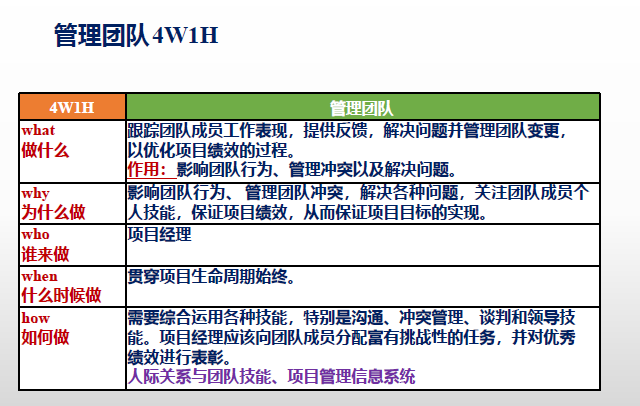 管理团队4W1H
4W1H
管理团队
what
做什么
跟踪团队成员工作表现，提供反馈，解决问题并管理团队变更，
以优化项目绩效的过程。
作用：影响团队行为、管理冲突以及解决问题。
why
为什么做
影响团队行为、管理团队冲突，解决各种问题，关注团队成员个
人技能，保证项目绩效，从而保证项目目标的实现。
who
谁来做
项目经理
when
什么时候做
贯穿项目生命周期始终。
how
如何做
需要综合运用各种技能，特别是沟通、冲突管理、谈判和领导技
能。项目经理应该向团队成员分配富有挑战性的任务，并对优秀
绩效进行表彰。
人际关系与团队技能、项目管理信息系统